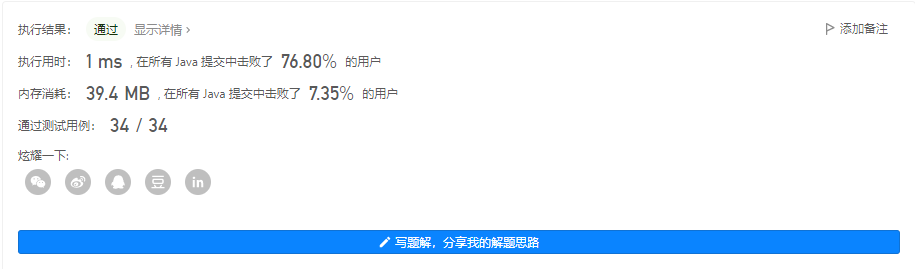 执行结果： 通过 显示详情 › 添加备注
执行用时： 1 ms , 在所有 Java 提交中击败了 76.80% 的用户
内存消耗： 39.4 MB , 在所有 Java 提交中击败了 7.35% 的用户
通过测试用例： 34 / 34
炫耀一下:
豆 in
写题解，分享我的解题思路